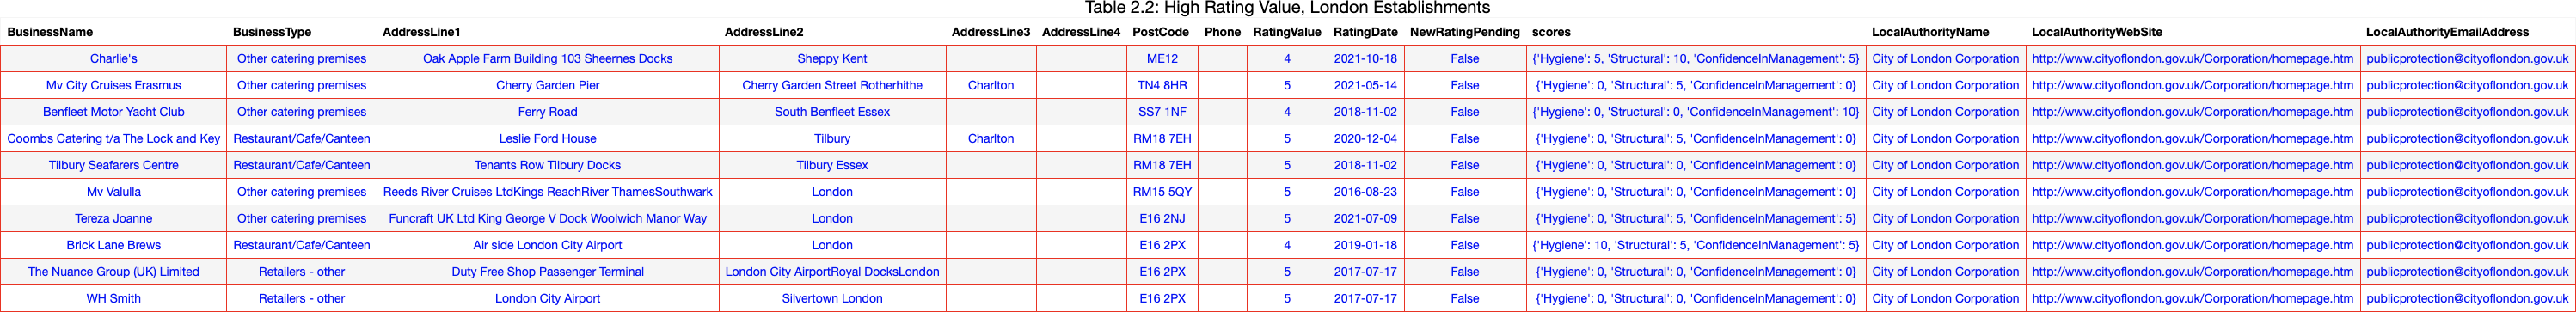 Table 2.2: High Rating Value, London Establishments
BusinessName BusinessType AddressLine1 AddressLine2 AddressLine3 AddressLine4 PostCode Phone RatingValue RatingDate NewRatingPending scores LocalAuthorityName LocalAuthorityWebSite LocalAuthorityEmailAddress
Charlie's Other catering premises Oak Apple Farm Building 103 Sheernes Docks Sheppy Kent ME12 4 2021-10-18 False {'Hygiene': 5, 'Structural': 10, 'ConfidenceInManagement': 5} City of London Corporation http://www.cityoflondon.gov.uk/Corporation/homepage.htm publicprotection@cityoflondon.gov.uk
Mv City Cruises Erasmus Other catering premises Cherry Garden Pier Cherry Garden Street Rotherhithe Charlton TN4 8HR 5 2021-05-14 False {'Hygiene': 0, 'Structural': 5, 'ConfidenceInManagement': 0} City of London Corporation http://www.cityoflondon.gov.uk/Corporation/homepage.htm publicprotection@cityoflondon.gov.uk
Benfleet Motor Yacht Club Other catering premises Ferry Road South Benfleet Essex SS7 1NF 4 2018-11-02 False {'Hygiene': 0, 'Structural': 0, 'ConfidenceInManagement': 10} City of London Corporation http://www.cityoflondon.gov.uk/Corporation/homepage.htm publicprotection@cityoflondon.gov.uk
Coombs Catering t/a The Lock and Key Restaurant/Cafe/Canteen Leslie Ford House Tilbury Charlton RM18 7EH 5 2020-12-04 False {'Hygiene': 0, 'Structural': 5, 'ConfidenceInManagement': 0} City of London Corporation http://www.cityoflondon.gov.uk/Corporation/homepage.htm publicprotection@cityoflondon.gov.uk
Tilbury Seafarers Centre Restaurant/Cafe/Canteen Tenants Row Tilbury Docks Tilbury Essex RM18 7EH 5 2018-11-02 False {'Hygiene': 0, 'Structural': 0, 'ConfidenceInManagement': 0} City of London Corporation http://www.cityoflondon.gov.uk/Corporation/homepage.htm publicprotection@cityoflondon.gov.uk
Mv Valulla Other catering premises Reeds River Cruises LtdKings ReachRiver ThamesSouthwark London RM15 5QY 5 2016-08-23 False {'Hygiene': 0, 'Structural': 0, 'ConfidenceInManagement': 0} City of London Corporation http://www.cityoflondon.gov.uk/Corporation/homepage.htm publicprotection@cityoflondon.gov.uk
Tereza Joanne Other catering premises Funcraft UK Ltd King George V Dock Woolwich Manor Way London E16 2NJ 5 2021-07-09 False {'Hygiene': 0, 'Structural': 5, 'ConfidenceInManagement': 5} City of London Corporation http://www.cityoflondon.gov.uk/Corporation/homepage.htm publicprotection@cityoflondon.gov.uk
Brick Lane Brews Restaurant/Cafe/Canteen Air side London City Airport London E16 2PX 4 2019-01-18 False {'Hygiene': 10, 'Structural': 5, 'ConfidenceInManagement': 5} City of London Corporation http://www.cityoflondon.gov.uk/Corporation/homepage.htm publicprotection@cityoflondon.gov.uk
The Nuance Group (UK) Limited Retailers - other Duty Free Shop Passenger Terminal London City AirportRoyal DocksLondon E16 2PX 5 2017-07-17 False {'Hygiene': 0, 'Structural': 0, 'ConfidenceInManagement': 0} City of London Corporation http://www.cityoflondon.gov.uk/Corporation/homepage.htm publicprotection@cityoflondon.gov.uk
WH Smith Retailers - other London City Airport Silvertown London E16 2PX 5 2017-07-17 False {'Hygiene': 0, 'Structural': 0, 'ConfidenceInManagement': 0} City of London Corporation http://www.cityoflondon.gov.uk/Corporation/homepage.htm publicprotection@cityoflondon.gov.uk